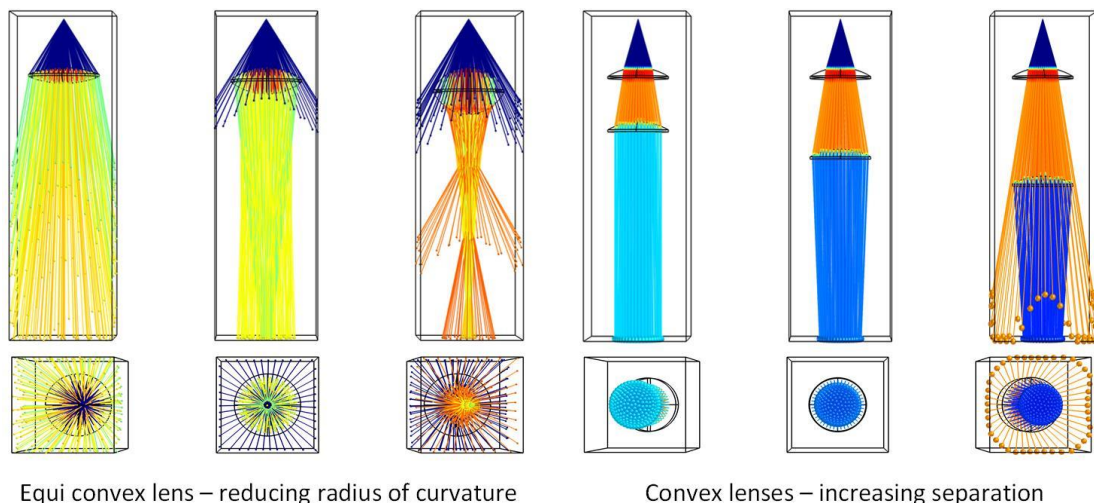 Equi convex lens – reducing radius of curvature
Convex lenses – increasing separation